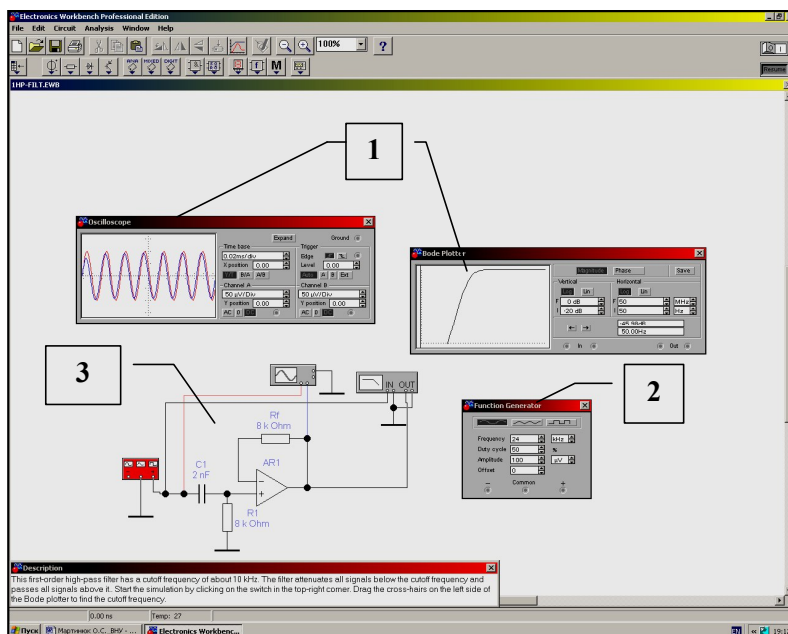 Electronics Workbench Professional Edition
File Edit Circuit Analysis Window Help
100% ?
ANA MIXED DIGIT M
Resume
1HP-FILT.EWB
1
Oscilloscope
Expand Ground
Time base Trigger
0.02ms/div Edge
X position 0.00 Level 0.00
Y/T B/A A/B Auto A B Ext
Channel A Channel B
50 µV/Div 50 µV/Div
Y position 0.00 Y position 0.00
AC 0 DC AC 0 DC
Bode Plotter
Magnitude Phase Save
Vertical Horizontal
Log Lin Log Lin
F 0 dB F 50 MHz
I -20 dB I 50 Hz
50.00Hz
In Out
3
2
IN OUT
Rf
8 k Ohm
AR1
C1
2 nF
R1
8 k Ohm
Function Generator
Frequency 24 kHz
Duty cycle 50 %
Amplitude 100 µV
Offset 0
− Common +
Description
This first-order high-pass filter has a cutoff frequency of about 10 kHz. The filter attenuates all signals below the cutoff frequency and
passes all signals above it. Start the simulation by clicking on the switch in the top-right corner. Drag the cross-hairs on the left side of
the Bode plotter to find the cutoff frequency.
0.00 ns Temp: 27
Пуск Мартинюк О.С. ВНУ - ... Electronics Workbenc... EN